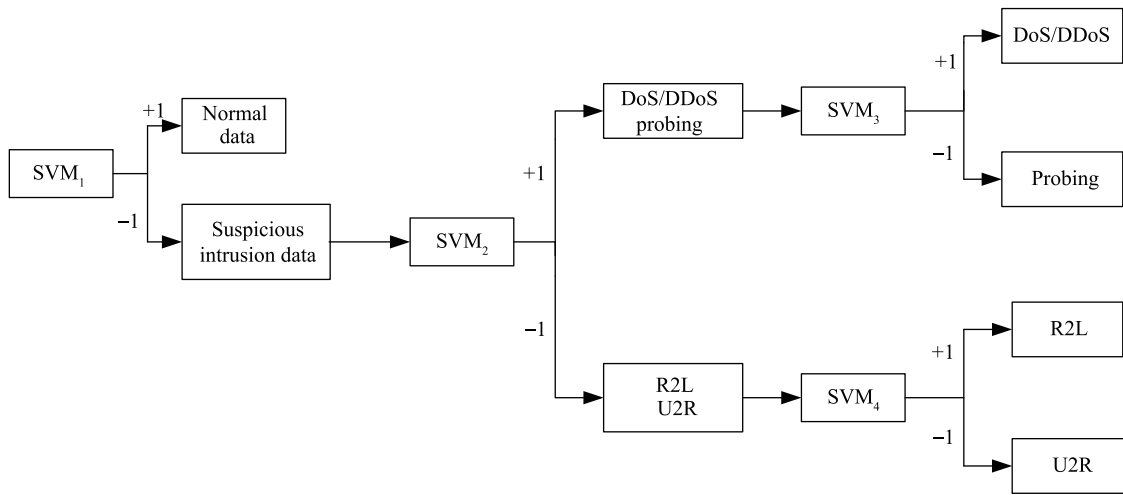 SVM₁
+1
Normal
data
−1
Suspicious
intrusion data
SVM₂
+1
DoS/DDoS
probing
SVM₃
+1
DoS/DDoS
−1
Probing
−1
R2L
U2R
SVM₄
+1
R2L
−1
U2R